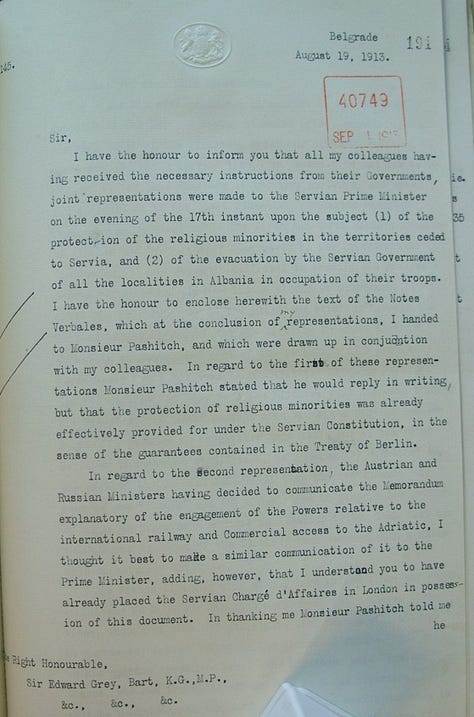 Belgrade
August 19, 1913.
191
145.
40749
SEP 1 191
Sir,
I have the honour to inform you that all my colleagues hav-
ing received the necessary instructions from their Governments,
joint representations were made to the Servian Prime Minister
on the evening of the 17th instant upon the subject (1) of the
protection of the religious minorities in the territories ceded
to Servia, and (2) of the evacuation by the Servian Government
of all the localities in Albania in occupation of their troops.
I have the honour to enclose herewith the text of the Notes
Verbales, which at the conclusion of my representations, I handed
to Monsieur Pashitch, and which were drawn up in conjunction
with my colleagues. In regard to the first of these represen-
tations Monsieur Pashitch stated that he would reply in writing,
but that the protection of religious minorities was already
effectively provided for under the Servian Constitution, in the
sense of the guarantees contained in the Treaty of Berlin.
In regard to the second representation, the Austrian and
Russian Ministers having decided to communicate the Memorandum
explanatory of the engagement of the Powers relative to the
international railway and Commercial access to the Adriatic, I
thought it best to make a similar communication of it to the
Prime Minister, adding, however, that I understand you to have
already placed the Servian Chargé d'Affaires in London in possess-
ion of this document. In thanking me Monsieur Pashitch told me
he
Right Honourable,
Sir Edward Grey, Bart, K.G.,M.P.,
&c., &c., &c.